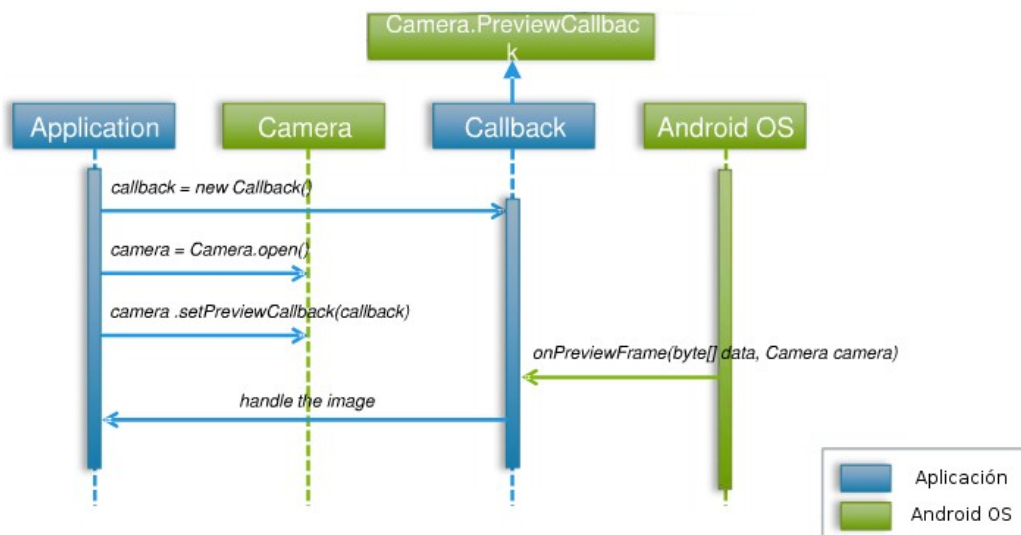 Camera.PreviewCallbac
k
Application
Camera
Callback
Android OS
callback = new Callback()
camera = Camera.open()
camera .setPreviewCallback(callback)
onPreviewFrame(byte[] data, Camera camera)
handle the image
Aplicación
Android OS